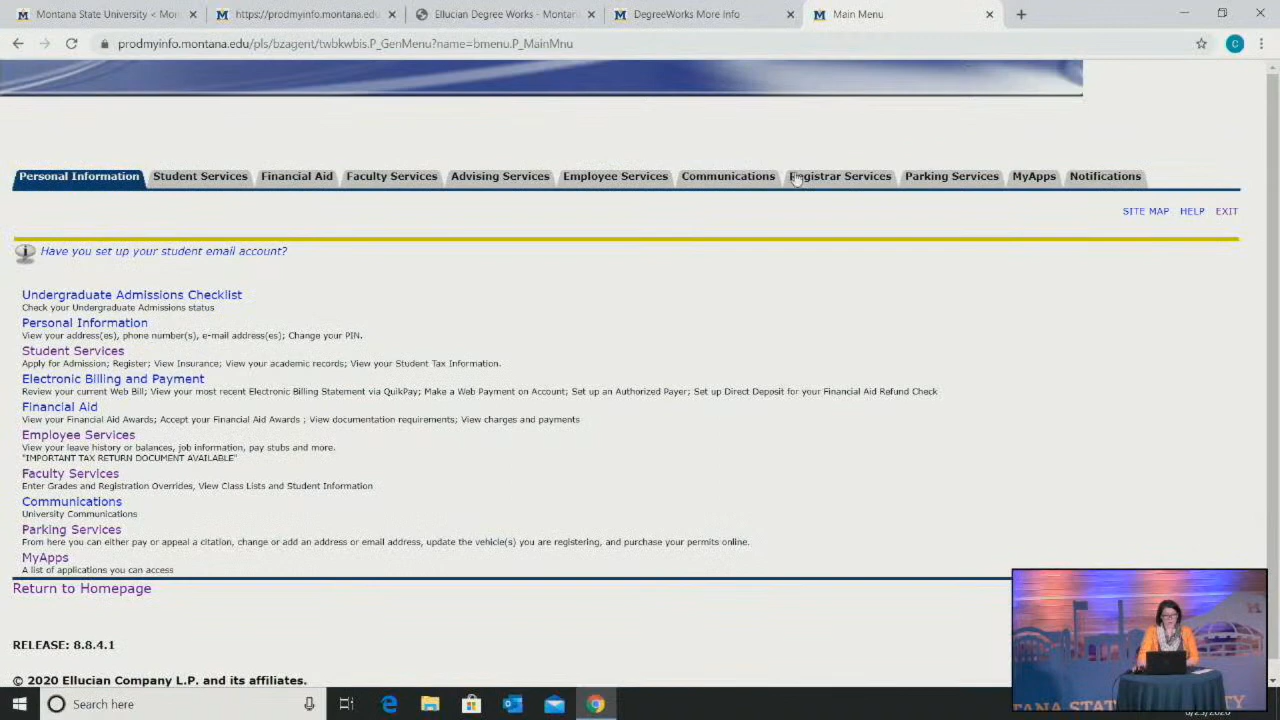 Montana State University < Mon
https://prodmyinfo.montana.edu
Ellucian Degree Works - Montan
DegreeWorks More Info
Main Menu
prodmyinfo.montana.edu/pls/bzagent/twbkwbis.P_GenMenu?name=bmenu.P_MainMnu
C
Personal Information
Student Services
Financial Aid
Faculty Services
Advising Services
Employee Services
Communications
Registrar Services
Parking Services
MyApps
Notifications
SITE MAP
HELP
EXIT
Have you set up your student email account?
Undergraduate Admissions Checklist
Check your Undergraduate Admissions status
Personal Information
View your address(es), phone number(s), e-mail address(es); Change your PIN.
Student Services
Apply for Admission; Register; View Insurance; View your academic records; View your Student Tax Information.
Electronic Billing and Payment
Review your current Web Bill; View your most recent Electronic Billing Statement via QuikPay; Make a Web Payment on Account; Set up an Authorized Payer; Set up Direct Deposit for your Financial Aid Refund Check
Financial Aid
View your Financial Aid Awards; Accept your Financial Aid Awards ; View documentation requirements; View charges and payments
Employee Services
View your leave history or balances, job information, pay stubs and more.
"IMPORTANT TAX RETURN DOCUMENT AVAILABLE"
Faculty Services
Enter Grades and Registration Overrides, View Class Lists and Student Information
Communications
University Communications
Parking Services
From here you can either pay or appeal a citation, change or add an address or email address, update the vehicle(s) you are registering, and purchase your permits online.
MyApps
A list of applications you can access
Return to Homepage
RELEASE: 8.8.4.1
© 2020 Ellucian Company L.P. and its affiliates.
Search here